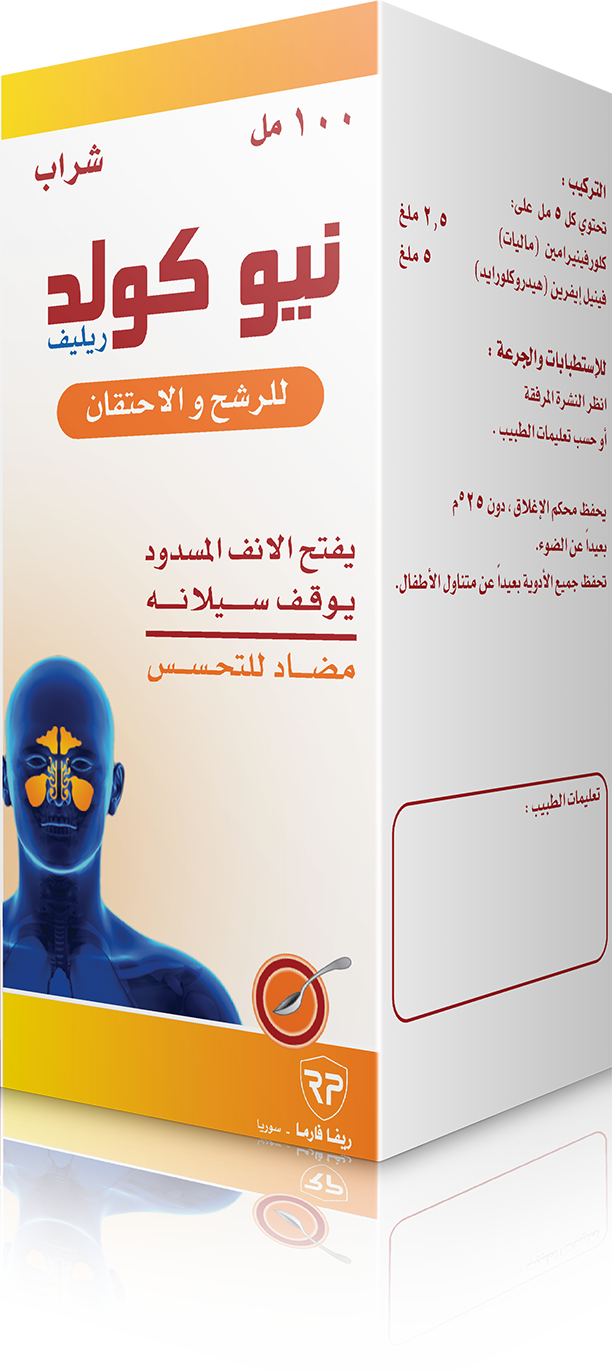 ١٠٠ مل
شراب
نيو كولد
ريليف
للرشح و الاحتقان
يفتح الانف المسدود
يوقف سيلانه
مضاد للتحسس
RP
ريفا فارما - سوريا
التركيب :
تحتوي كل ٥ مل على:
كلورفينيرامين (ماليات) ٢,٥ ملغ
فينيل إيفرين (هيدروكلورايد) ٥ ملغ
للإستطبابات والجرعة :
انظر النشرة المرفقة
أو حسب تعليمات الطبيب .
يحفظ محكم الإغلاق ، دون ٢٥°م
بعيداً عن الضوء.
تحفظ جميع الأدوية بعيداً عن متناول الأطفال.
تعليمات الطبيب :